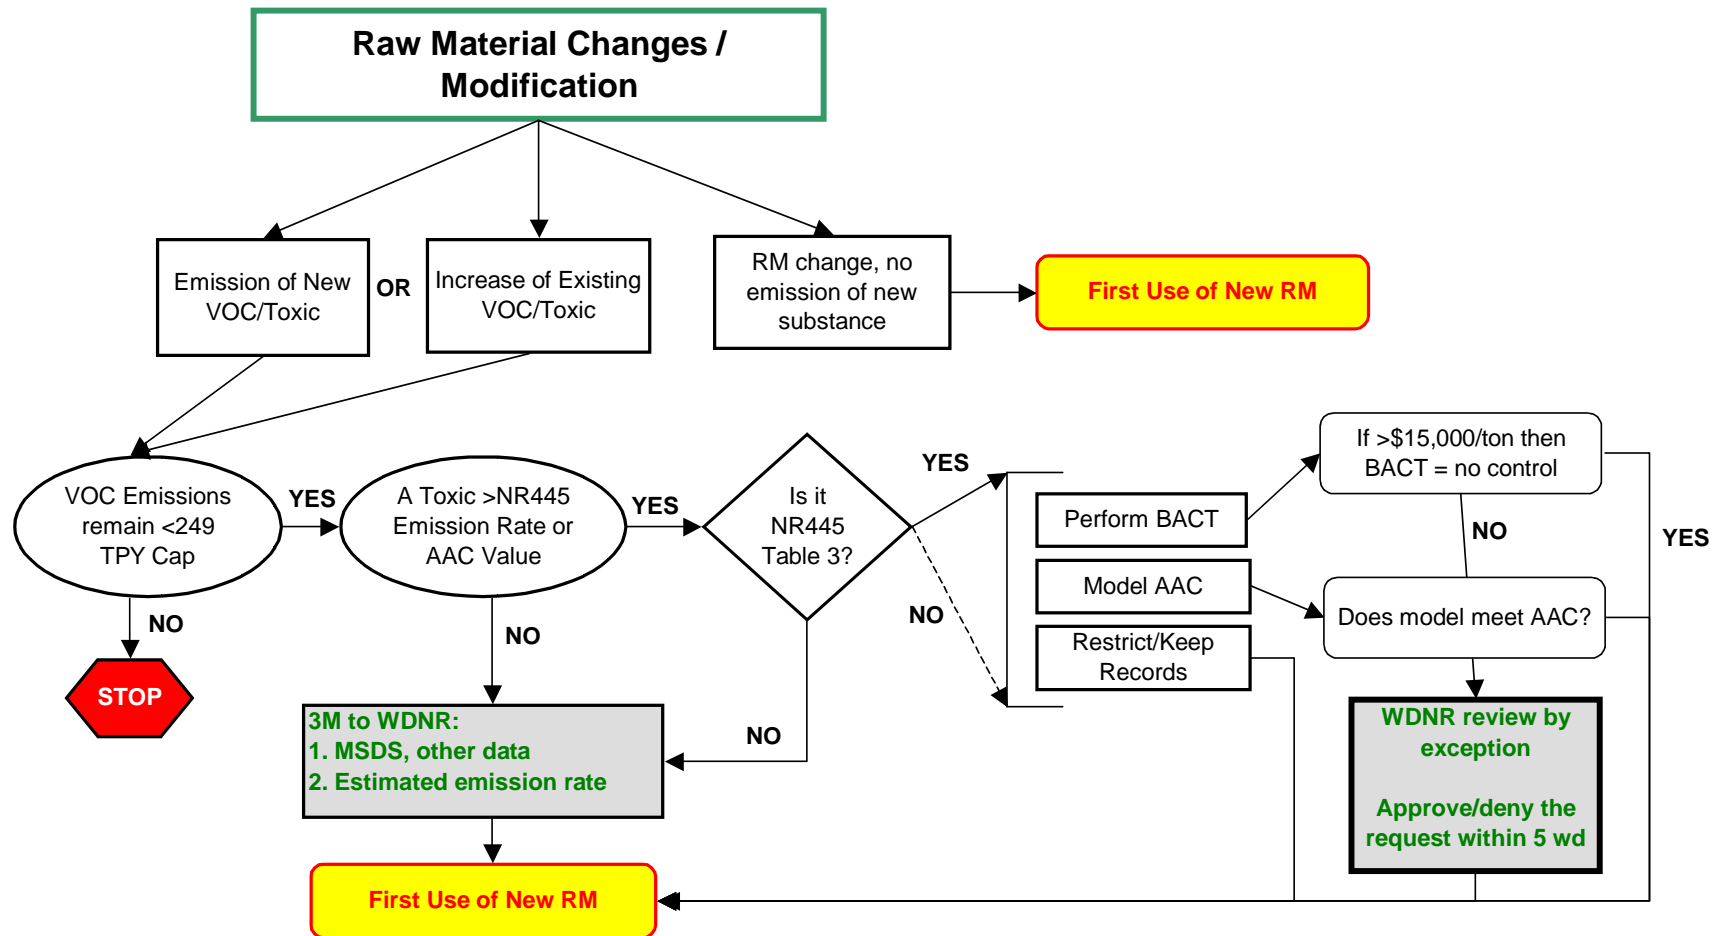 Raw Material Changes /
Modification
Emission of New
VOC/Toxic
OR
Increase of Existing
VOC/Toxic
RM change, no
emission of new
substance
First Use of New RM
VOC Emissions
remain <249
TPY Cap
YES
NO
STOP
A Toxic >NR445
Emission Rate or
AAC Value
YES
NO
Is it
NR445
Table 3?
YES
NO
NO
3M to WDNR:
1. MSDS, other data
2. Estimated emission rate
First Use of New RM
Perform BACT
Model AAC
Restrict/Keep
Records
If >$15,000/ton then
BACT = no control
NO
YES
Does model meet AAC?
WDNR review by
exception
Approve/deny the
request within 5 wd